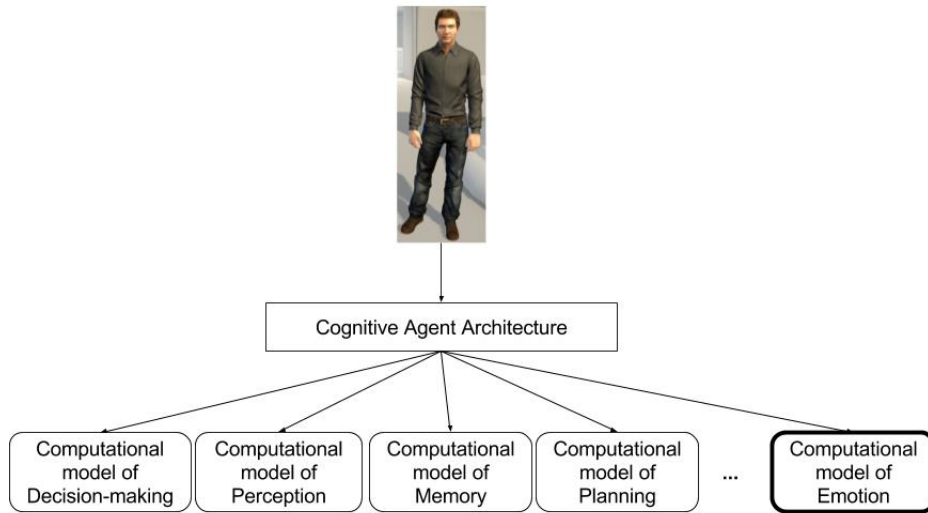 Cognitive Agent Architecture
Computational
model of
Decision-making
Computational
model of
Perception
Computational
model of
Memory
Computational
model of
Planning
...
Computational
model of
Emotion